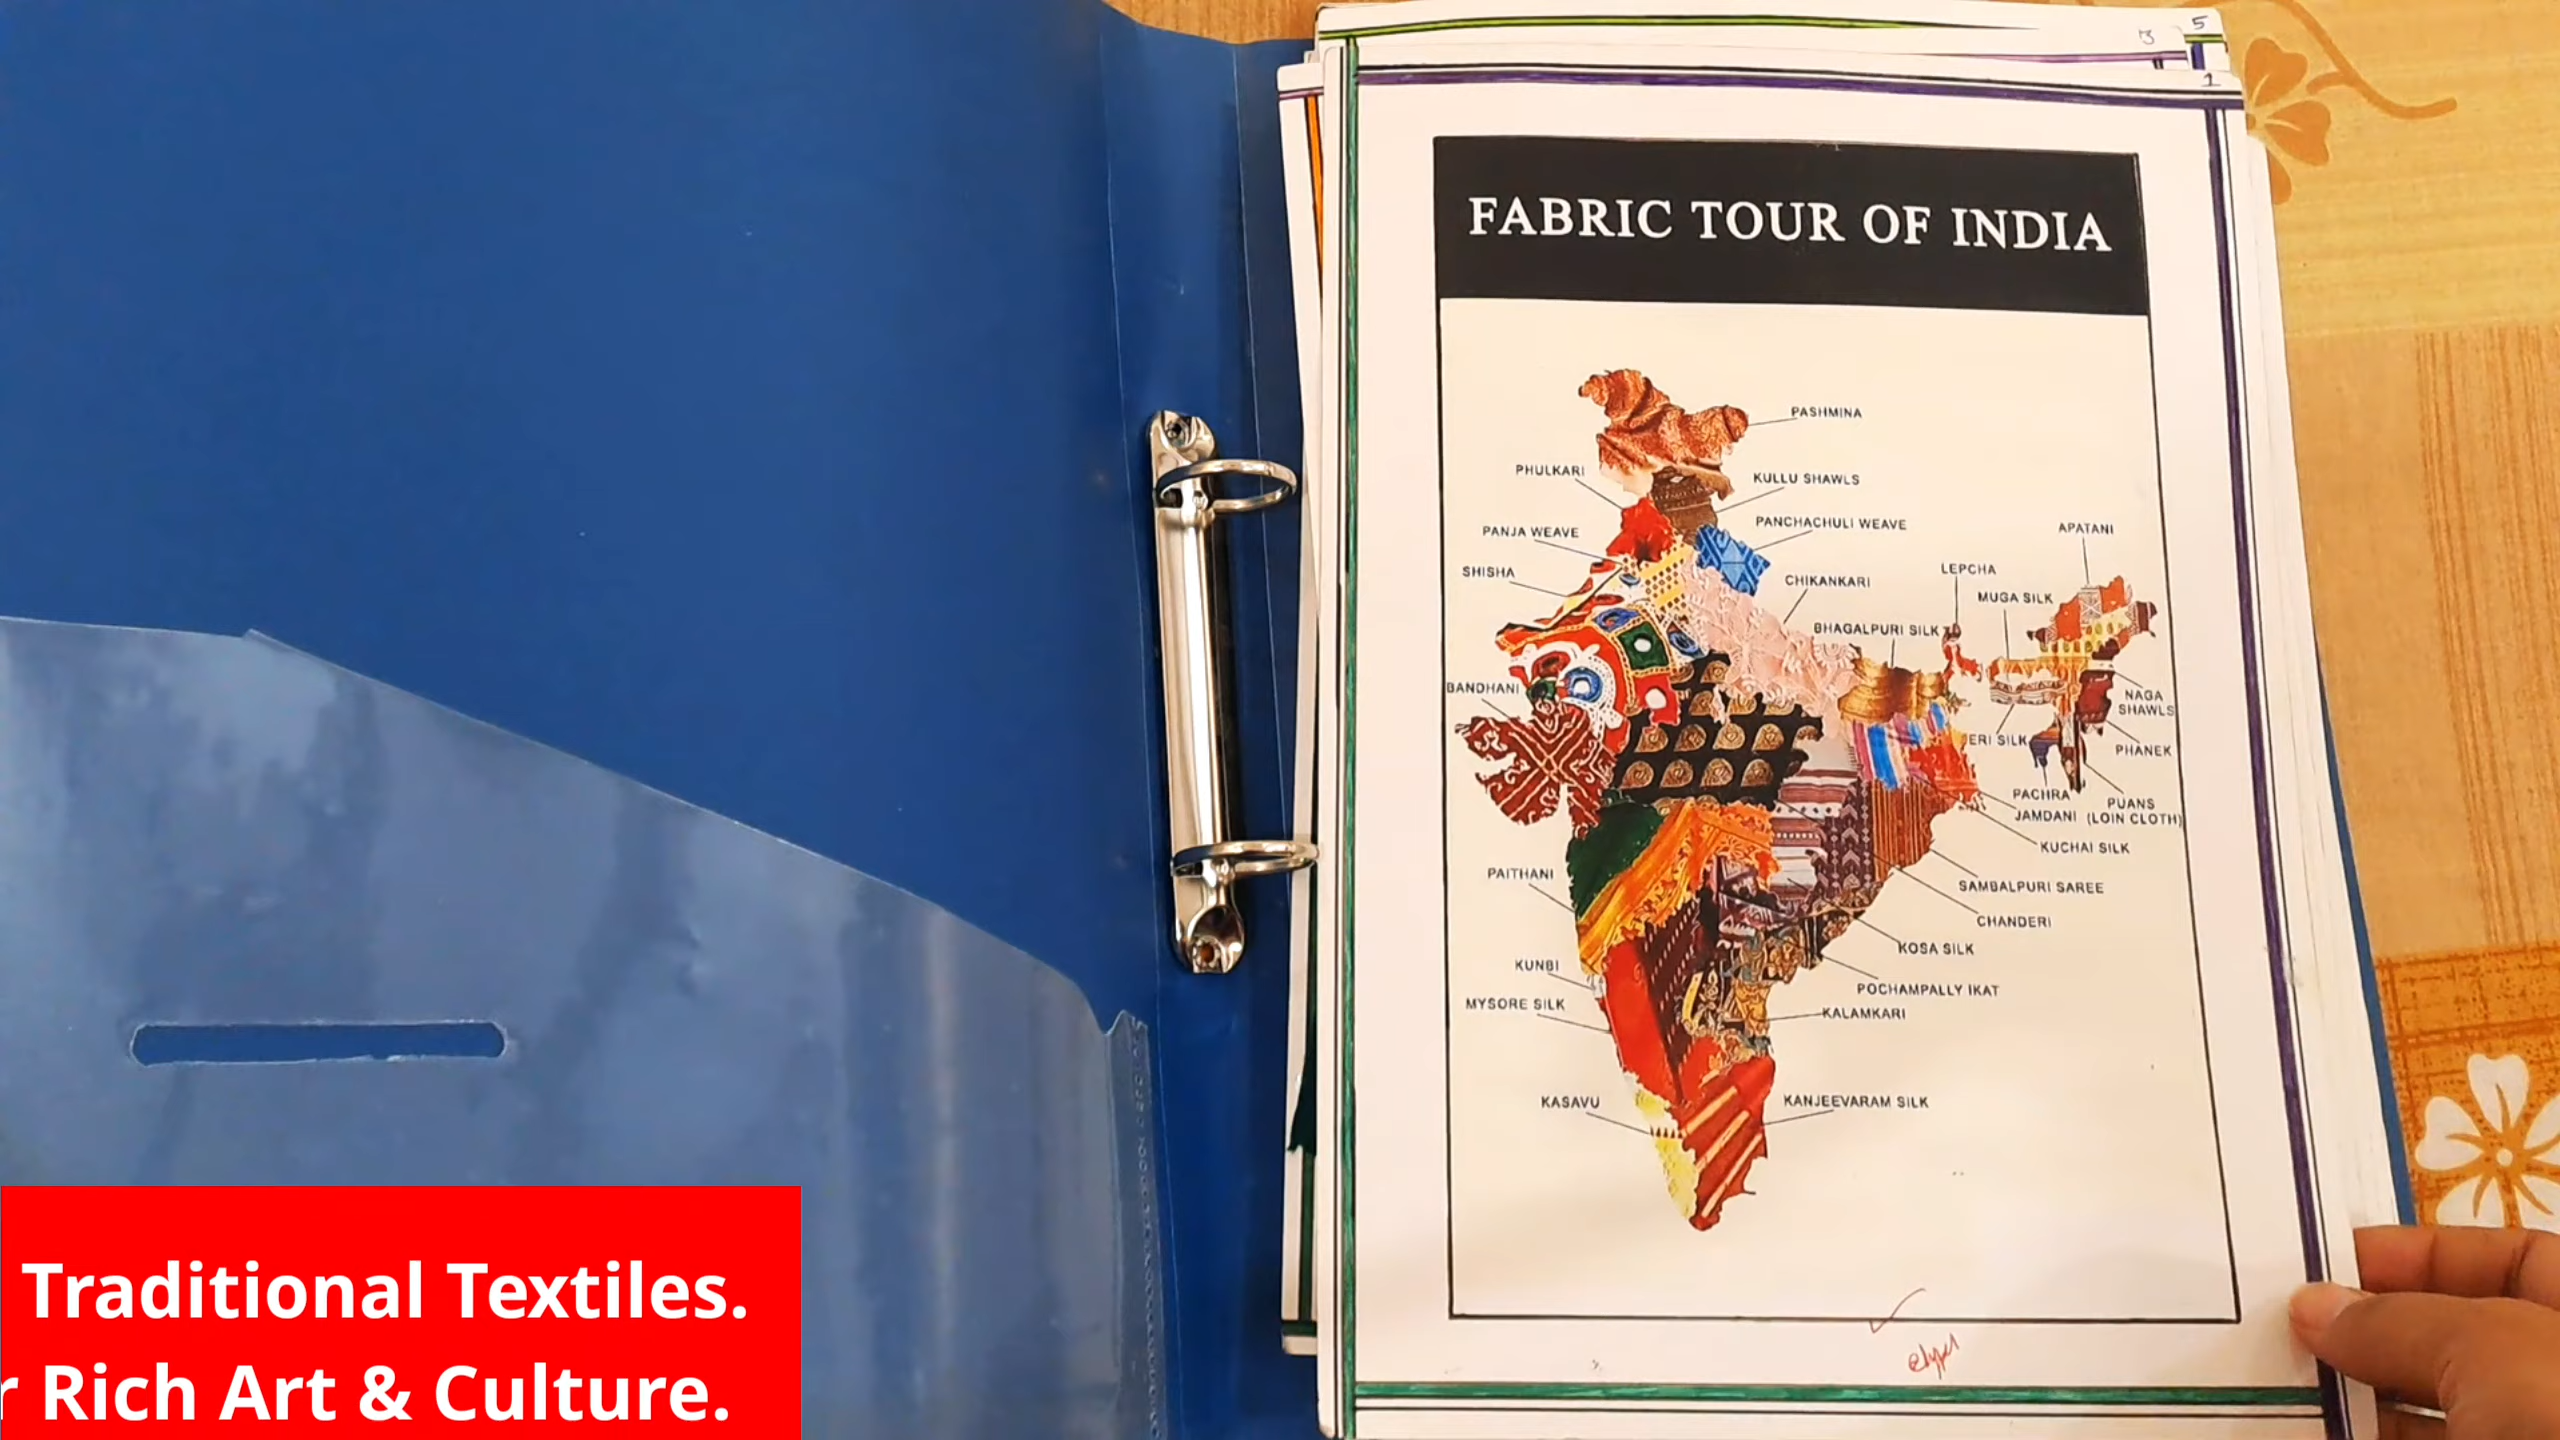 5
3
1
FABRIC TOUR OF INDIA
PASHMINA
PHULKARI
KULLU SHAWLS
PANJA WEAVE
PANCHACHULI WEAVE
APATANI
SHISHA
CHIKANKARI
LEPCHA
MUGA SILK
BHAGALPURI SILK
BANDHANI
NAGA
SHAWLS
ERI SILK
PHANEK
PACHRA
JAMDANI
PUANS
(LOIN CLOTH)
KUCHAI SILK
PAITHANI
SAMBALPURI SAREE
CHANDERI
KOSA SILK
KUNBI
POCHAMPALLY IKAT
MYSORE SILK
KALAMKARI
KASAVU
KANJEEVARAM SILK
Traditional Textiles.
r Rich Art & Culture.